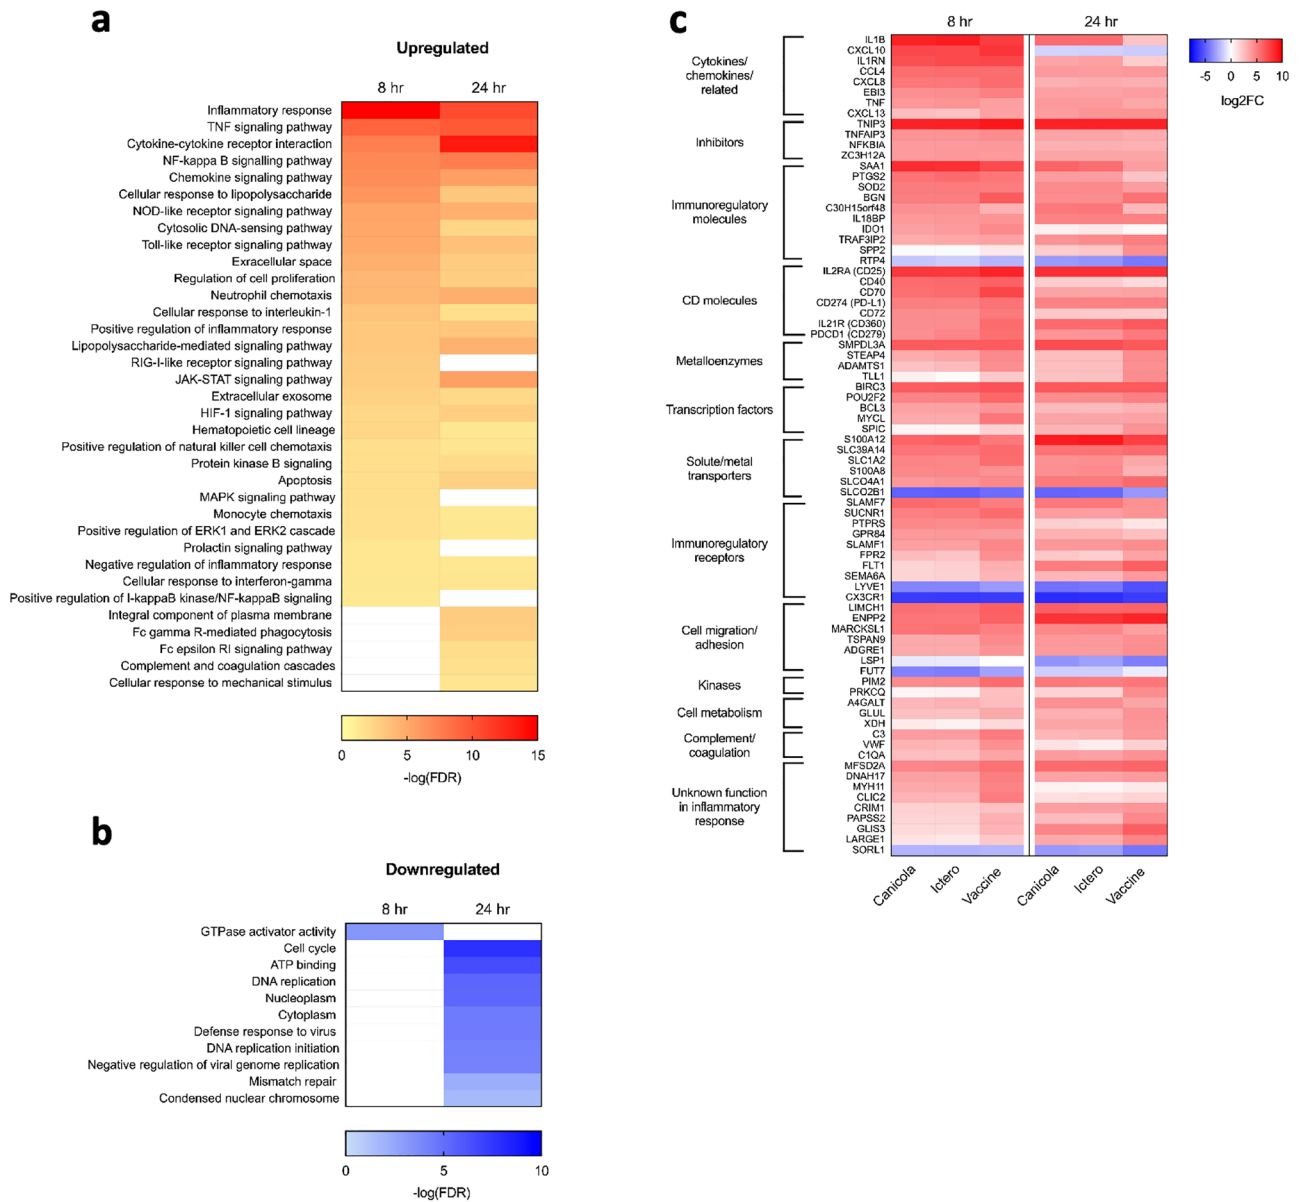 a
Upregulated
8 hr
24 hr
Inflammatory response
TNF signaling pathway
Cytokine-cytokine receptor interaction
NF-kappa B signalling pathway
Chemokine signaling pathway
Cellular response to lipopolysaccharide
NOD-like receptor signaling pathway
Cytosolic DNA-sensing pathway
Toll-like receptor signaling pathway
Extracellular space
Regulation of cell proliferation
Neutrophil chemotaxis
Cellular response to interleukin-1
Positive regulation of inflammatory response
Lipopolysaccharide-mediated signaling pathway
RIG-I-like receptor signaling pathway
JAK-STAT signaling pathway
Extracellular exosome
HIF-1 signaling pathway
Hematopoietic cell lineage
Positive regulation of natural killer cell chemotaxis
Protein kinase B signaling
Apoptosis
MAPK signaling pathway
Monocyte chemotaxis
Positive regulation of ERK1 and ERK2 cascade
Prolactin signaling pathway
Negative regulation of inflammatory response
Cellular response to interferon-gamma
Positive regulation of I-kappaB kinase/NF-kappaB signaling
Integral component of plasma membrane
Fc gamma R-mediated phagocytosis
Fc epsilon RI signaling pathway
Complement and coagulation cascades
Cellular response to mechanical stimulus
0 5 10 15
-log(FDR)
b
Downregulated
8 hr
24 hr
GTPase activator activity
Cell cycle
ATP binding
DNA replication
Nucleoplasm
Cytoplasm
Defense response to virus
DNA replication initiation
Negative regulation of viral genome replication
Mismatch repair
Condensed nuclear chromosome
0 5 10
-log(FDR)
c
8 hr
24 hr
-5 0 5 10
log2FC
Cytokines/
chemokines/
related
IL1B
CXCL10
IL1RN
CCL4
CXCL8
EBI3
TNF
CXCL13
Inhibitors
TNIP3
TNFAIP3
NFKBIA
ZC3H12A
Immunoregulatory
molecules
SAA1
PTGS2
SOD2
BGN
C30H15orf48
IL18BP
IDO1
TRAF3IP2
SPP2
RTP4
CD molecules
IL2RA (CD25)
CD40
CD70
CD274 (PD-L1)
CD72
IL21R (CD360)
PDCD1 (CD279)
Metalloenzymes
SMPDL3A
STEAP4
ADAMTS1
TLL1
Transcription factors
BIRC3
POU2F2
BCL3
MYCL
SPIC
Solute/metal
transporters
S100A12
SLC39A14
SLC1A2
S100A8
SLCO4A1
SLCO2B1
Immunoregulatory
receptors
SLAMF7
SUCNR1
PTPRS
GPR84
SLAMF1
FPR2
FLT1
SEMA6A
LYVE1
CX3CR1
Cell migration/
adhesion
LIMCH1
ENPP2
MARCKSL1
TSPAN9
ADGRE1
LSP1
FUT7
Kinases
PIM2
PRKCQ
Cell metabolism
A4GALT
GLUL
XDH
Complement/
coagulation
C3
VWF
C1QA
Unknown function
in inflammatory
response
MFSD2A
DNAH17
MYH11
CLIC2
CRIM1
PAPSS2
GLIS3
LARGE1
SORL1
Canicola
Ictero
Vaccine
Canicola
Ictero
Vaccine